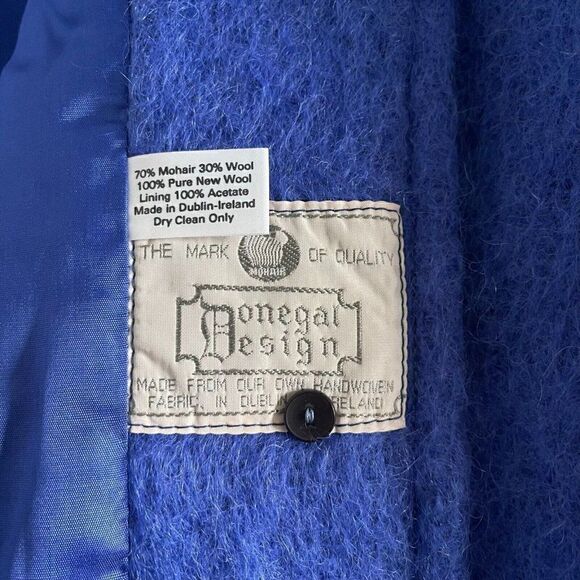 70% Mohair 30% Wool
100% Pure New Wool
Lining 100% Acetate
Made in Dublin-Ireland
Dry Clean Only
THE MARK OF QUALITY
MOHAIR
Donegal
Design
MADE FROM OUR OWN HANDWOVEN
FABRIC, IN DUBLIN RELAND